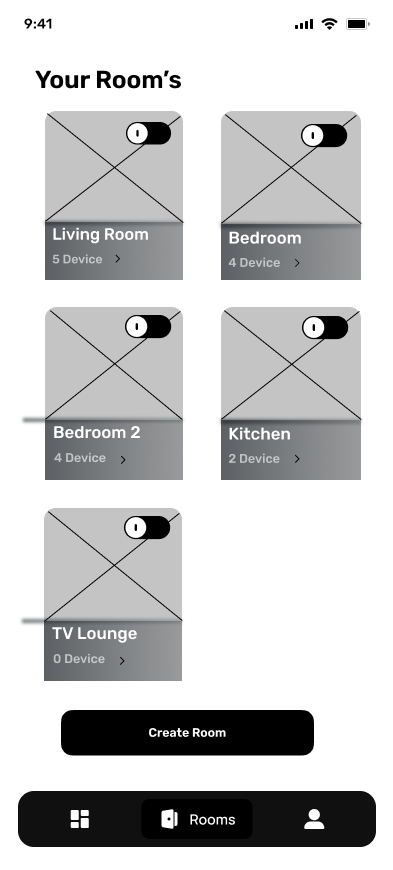 9:41
Your Room's
Living Room
5 Device
Bedroom
4 Device
Bedroom 2
4 Device
Kitchen
2 Device
TV Lounge
0 Device
Create Room
Rooms